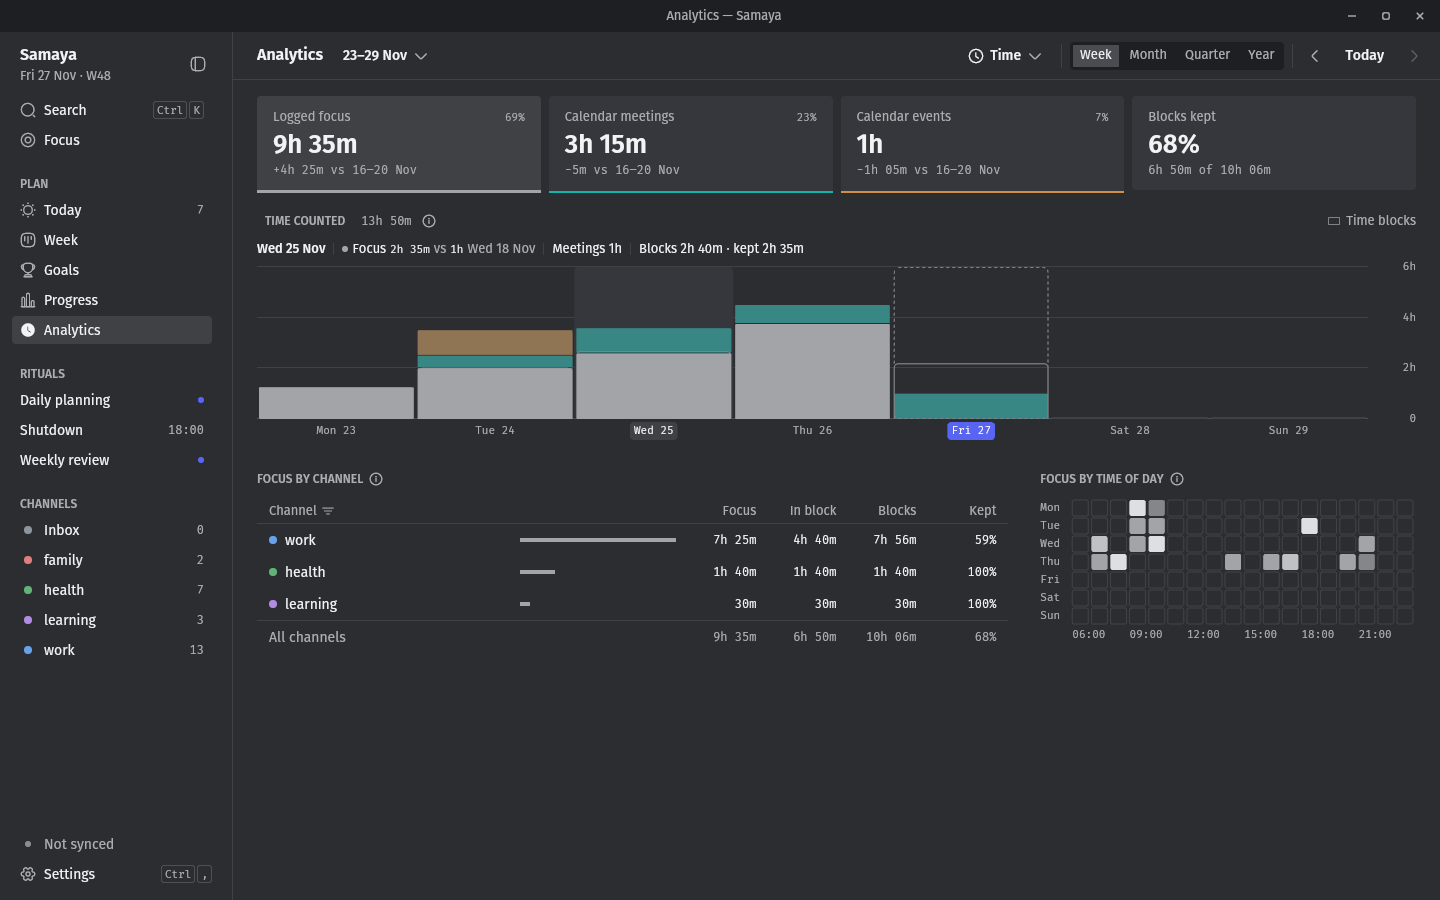 Analytics — Samaya
Samaya
Fri 27 Nov · W48
Search Ctrl K
Focus
PLAN
Today 7
Week
Goals
Progress
Analytics
RITUALS
Daily planning
Shutdown 18:00
Weekly review
CHANNELS
Inbox 0
family 2
health 7
learning 3
work 13
Not synced
Settings Ctrl ,
Analytics 23–29 Nov
Time Week Month Quarter Year Today
Logged focus 69%
9h 35m
+4h 25m vs 16–20 Nov
Calendar meetings 23%
3h 15m
-5m vs 16–20 Nov
Calendar events 7%
1h
-1h 05m vs 16–20 Nov
Blocks kept
68%
6h 50m of 10h 06m
TIME COUNTED 13h 50m
Time blocks
Wed 25 Nov Focus 2h 35m vs 1h Wed 18 Nov Meetings 1h Blocks 2h 40m · kept 2h 35m
6h
4h
2h
0
Mon 23 Tue 24 Wed 25 Thu 26 Fri 27 Sat 28 Sun 29
FOCUS BY CHANNEL
Channel Focus In block Blocks Kept
work 7h 25m 4h 40m 7h 56m 59%
health 1h 40m 1h 40m 1h 40m 100%
learning 30m 30m 30m 100%
All channels 9h 35m 6h 50m 10h 06m 68%
FOCUS BY TIME OF DAY
Mon
Tue
Wed
Thu
Fri
Sat
Sun
06:00 09:00 12:00 15:00 18:00 21:00